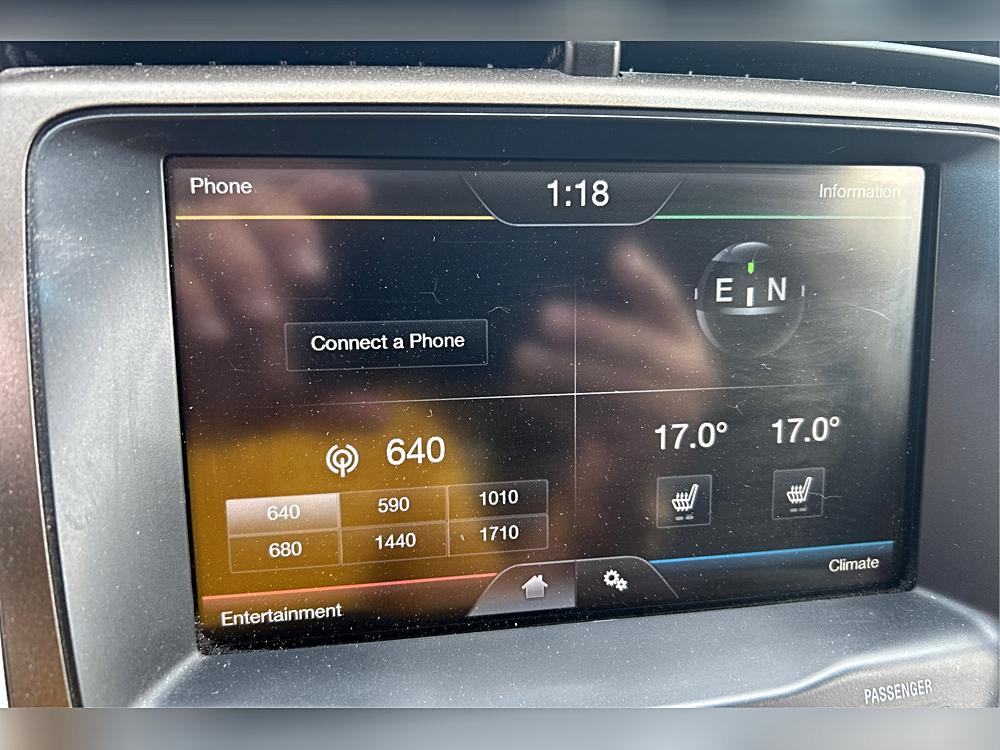 Phone
1:18
Information
E N
Connect a Phone
640
17.0° 17.0°
640 590 1010
680 1440 1710
Entertainment
Climate
PASSENGER